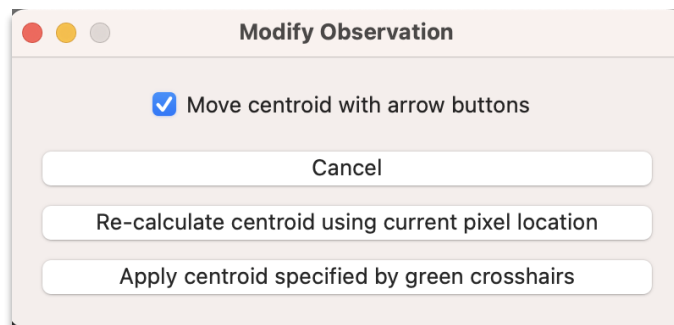 Modify Observation
Move centroid with arrow buttons
Cancel
Re-calculate centroid using current pixel location
Apply centroid specified by green crosshairs